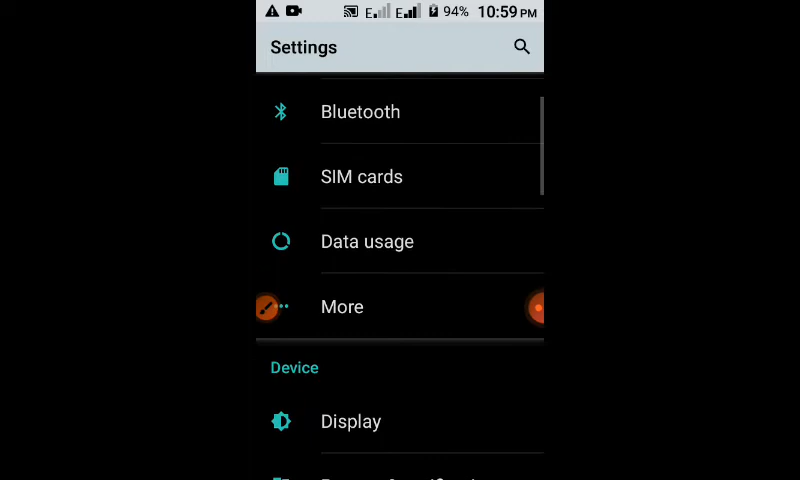 E E 94% 10:59 PM
Settings
Bluetooth
SIM cards
Data usage
More
Device
Display